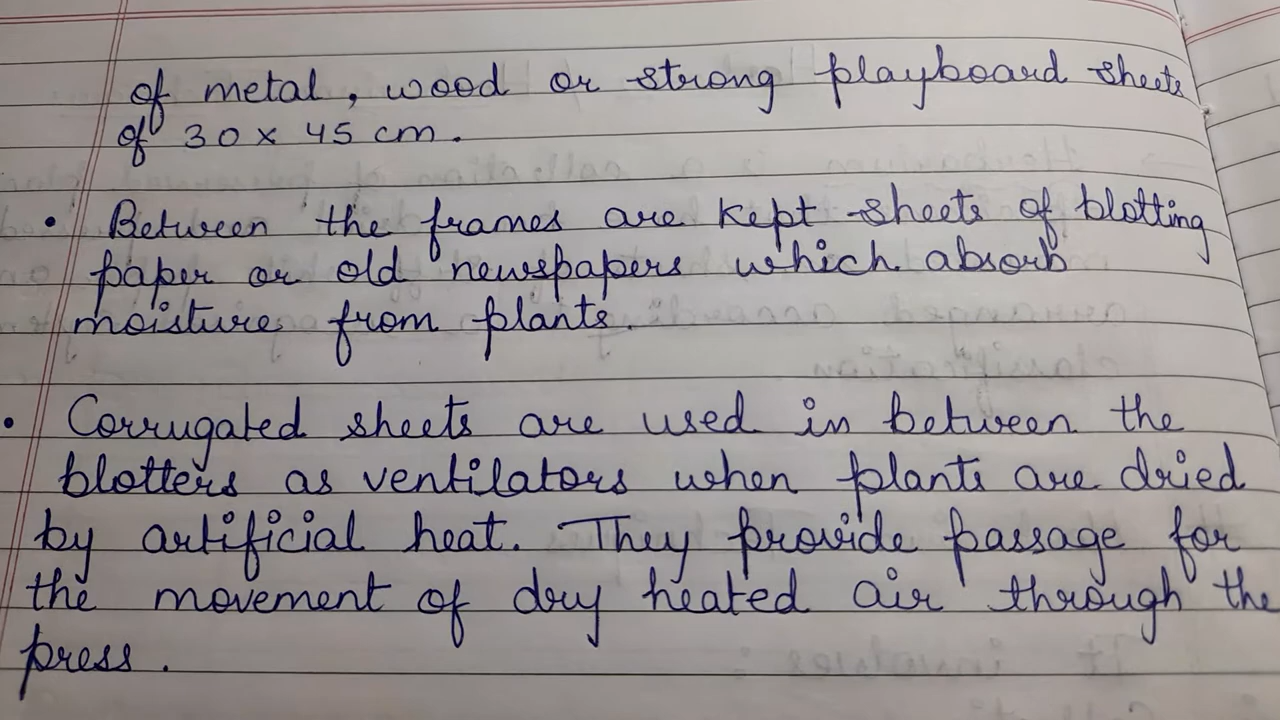 of metal, wood or strong playboard sheets
of 30 x 45 cm.
• Between the frames are kept sheets of blotting
paper or old newspapers which absorb
moisture from plants.
• Corrugated sheets are used in between the
blotters as ventilators when plants are dried
by artificial heat. They provide passage for
the movement of dry heated air through the
press.